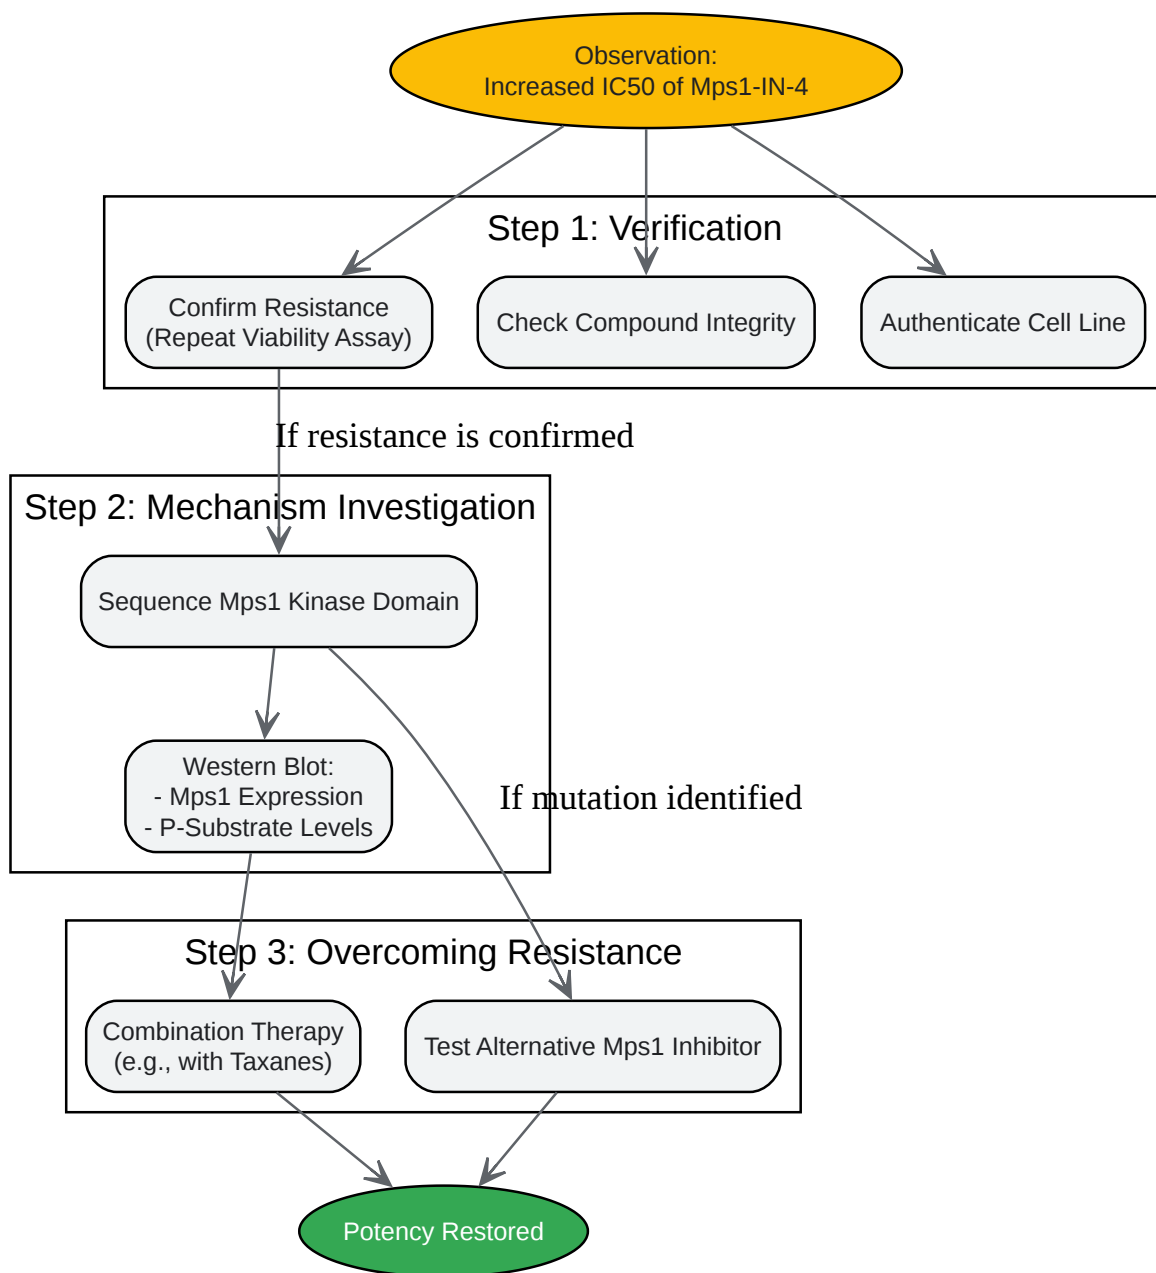 Observation:
Increased IC50 of Mps1-IN-4
Step 1: Verification
Confirm Resistance
(Repeat Viability Assay)
Check Compound Integrity
Authenticate Cell Line
If resistance is confirmed
Step 2: Mechanism Investigation
Sequence Mps1 Kinase Domain
Western Blot:
- Mps1 Expression
- P-Substrate Levels
If mutation identified
Step 3: Overcoming Resistance
Combination Therapy
(e.g., with Taxanes)
Test Alternative Mps1 Inhibitor
Potency Restored